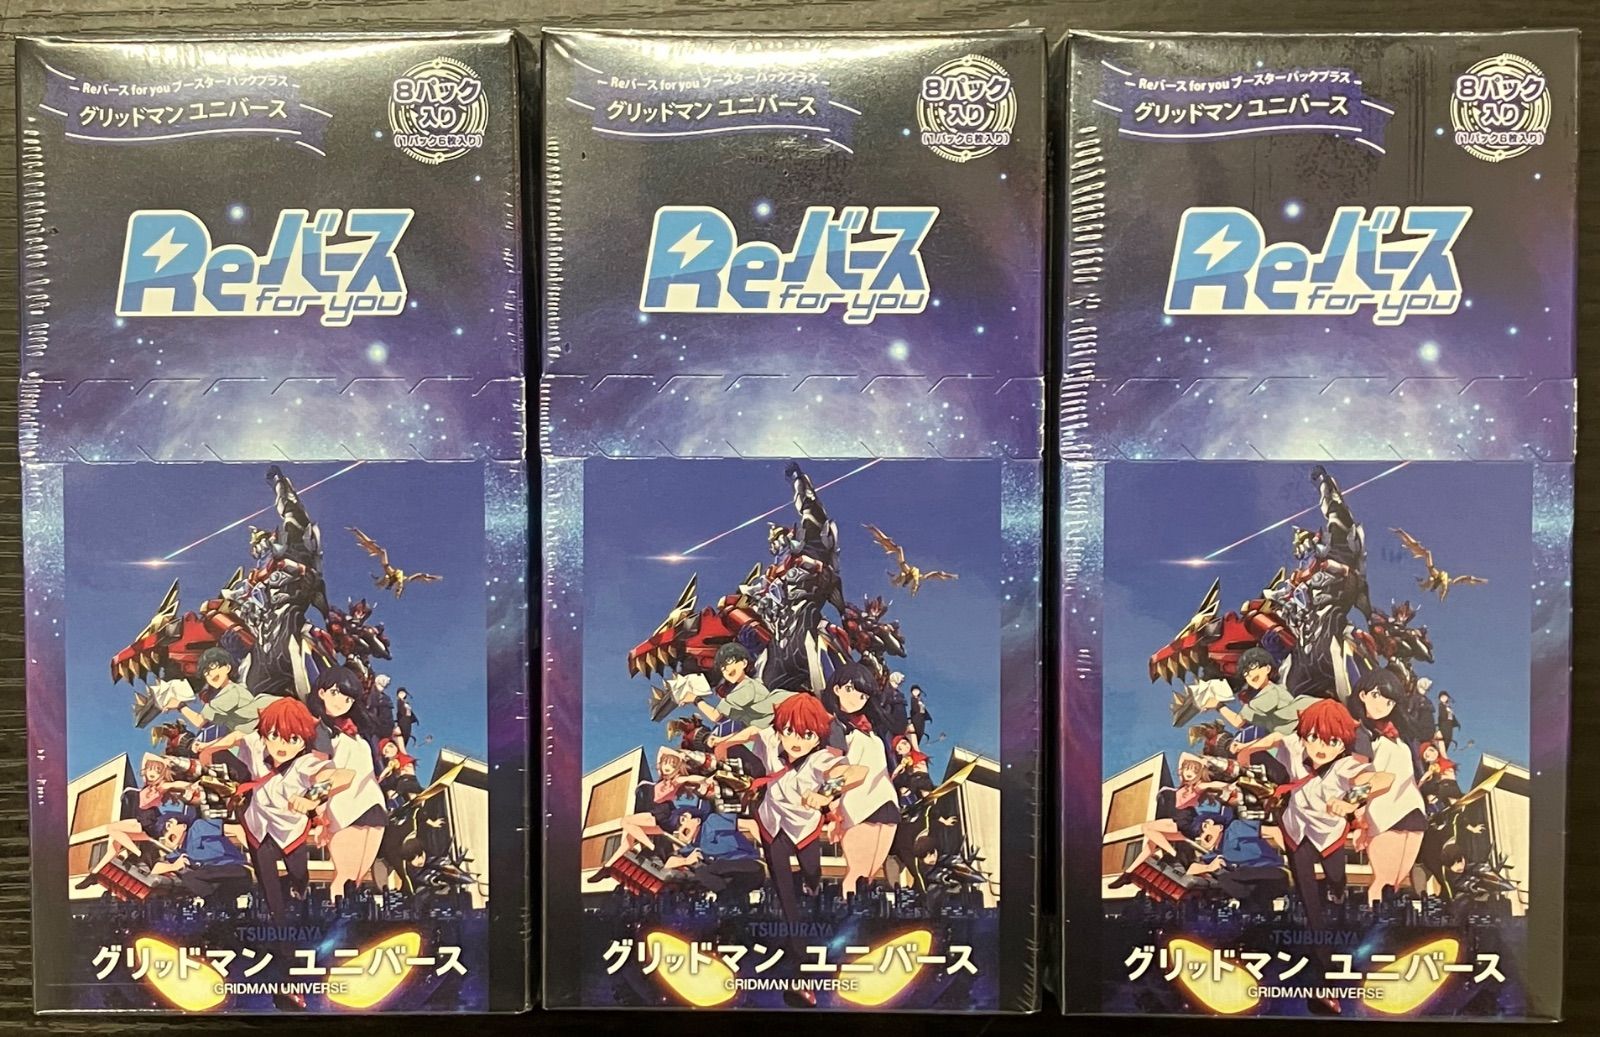 Reバース for you ブースターパックプラス
グリッドマン ユニバース
8パック
入り
(1パック6枚入り)
Reバース
for you
TSUBURAYA
グリッドマン ユニバース
GRIDMAN UNIVERSE
Reバース for you ブースターパックプラス
グリッドマン ユニバース
8パック
入り
(1パック6枚入り)
Reバース
for you
TSUBURAYA
グリッドマン ユニバース
GRIDMAN UNIVERSE
Reバース for you ブースターパックプラス
グリッドマン ユニバース
8パック
入り
(1パック6枚入り)
Reバース
for you
TSUBURAYA
グリッドマン ユニバース
GRIDMAN UNIVERSE